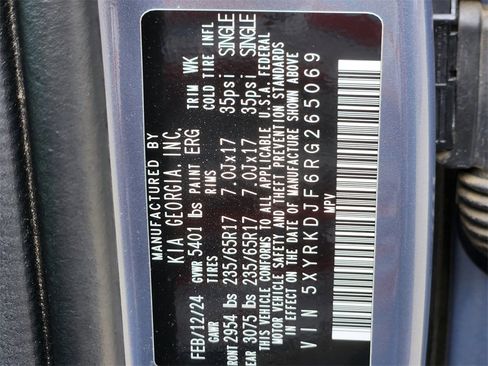 MANUFACTURED BY
KIA GEORGIA, INC.
FEB/12/24 GVWR 5401 lbs PAINT ERG TRIM WK
GAWR TIRES RIMS COLD TIRE INFL
FRONT 2954 lbs 235/65R17 7.0JX17 35psi SINGLE
REAR 3075 lbs 235/65R17 7.0JX17 35psi SINGLE
THIS VEHICLE CONFORMS TO ALL APPLICABLE U.S.A. FEDERAL
MOTOR VEHICLE SAFETY AND THEFT PREVENTION STANDARDS
IN EFFECT ON THE DATE OF MANUFACTURE SHOWN ABOVE
VIN 5XYRKDJF6RG265069
MPV